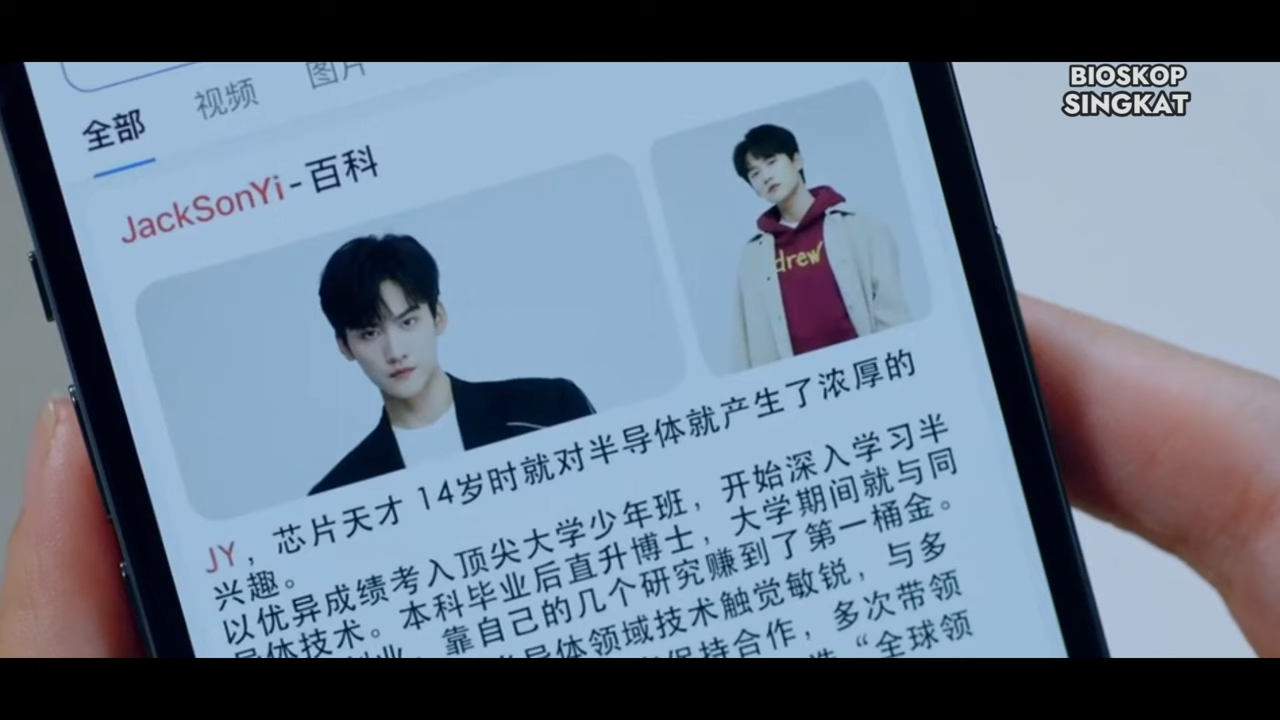 BIOSKOP
SINGKAT
全部 视频 图片
JackSonYi-百科
drew
JY，芯片天才 14岁时就对半导体就产生了浓厚的
兴趣。
以优异成绩考入顶尖大学少年班，开始深入学习半
导体技术。本科毕业后直升博士，大学期间就与同
靠自己的几个研究赚到了第一桶金。
导体领域技术触觉敏锐，与多
保持合作，多次带领
“全球领